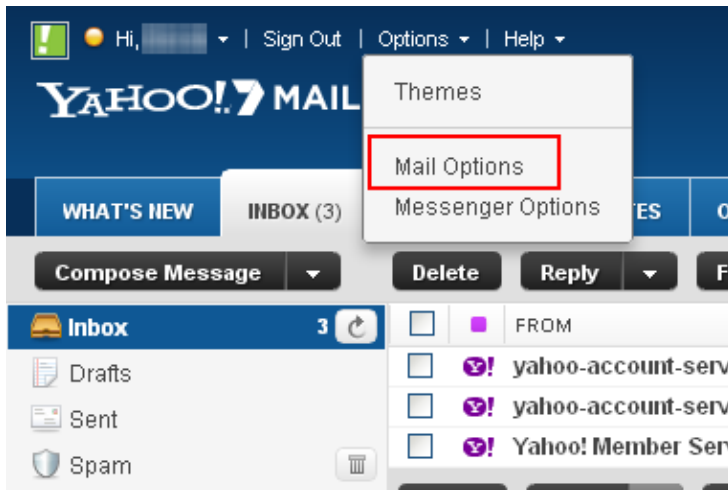 Hi, | Sign Out | Options | Help
YAHOO!7 MAIL
Themes
Mail Options
Messenger Options
WHAT'S NEW INBOX (3)
Compose Message Delete Reply
Inbox 3 FROM
Drafts yahoo-account-serv
Sent yahoo-account-serv
Spam Yahoo! Member Serv